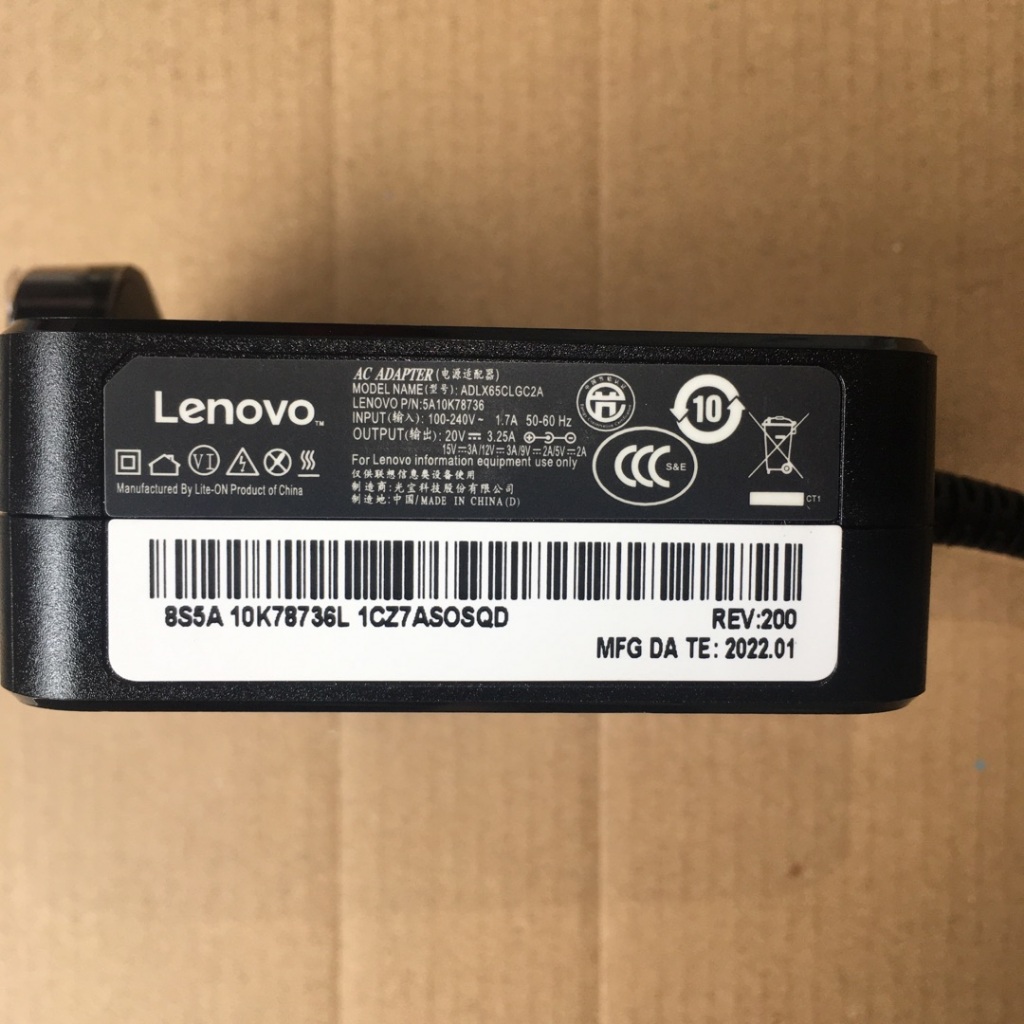 Lenovo™
Manufactured By Lite-ON Product of China
VI
AC ADAPTER(电源适配器)
MODEL NAME(型号): ADLX65CLGC2A
LENOVO P/N:5A10K78736
INPUT(输入): 100-240V~ 1.7A 50-60 Hz
OUTPUT(输出): 20V⎓ 3.25A
15V⎓3A/12V⎓3A/9V⎓2A/5V⎓2A
For Lenovo information equipment use only
仅供联想信息类设备使用
制造商:光宝科技股份有限公司
制造地:中国/MADE IN CHINA(D)
10
CCC S&E
CT1
8S5A 10K78736L 1CZ7ASOSQD
REV:200
MFG DA TE: 2022.01